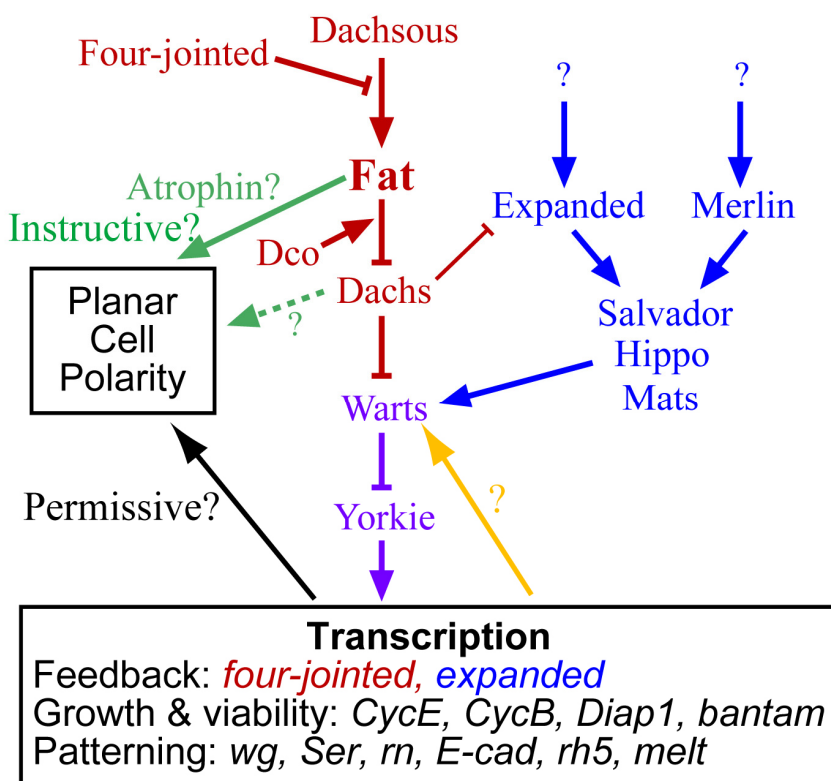 Dachsous
Four-jointed
?
?
Fat
Atrophin?
Instructive?
Expanded
Merlin
Dco
Dachs
?
Planar
Cell
Polarity
Salvador
Hippo
Mats
Warts
Permissive?
?
Yorkie
Transcription
Feedback: four-jointed, expanded
Growth & viability: CycE, CycB, Diap1, bantam
Patterning: wg, Ser, rn, E-cad, rh5, melt